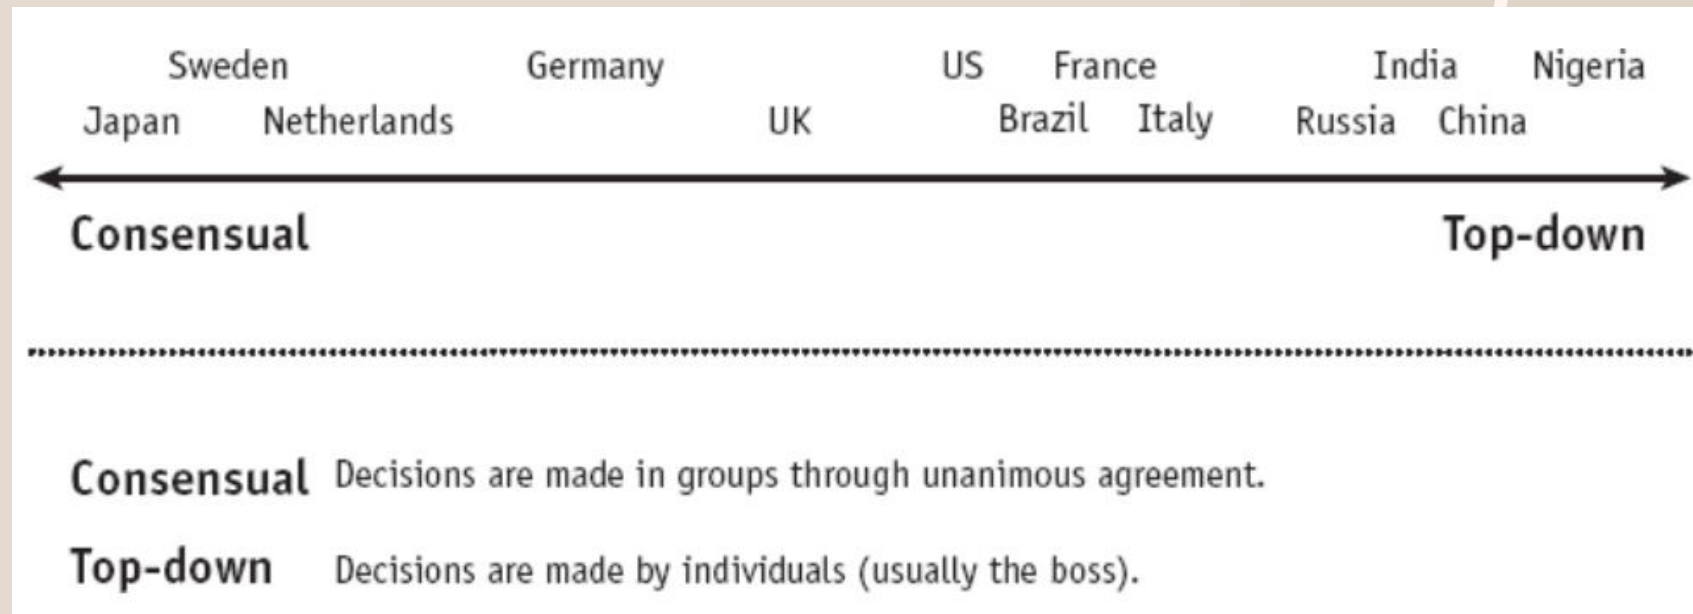 Sweden Germany US France India Nigeria
Japan Netherlands UK Brazil Italy Russia China
Consensual Top-down
Consensual Decisions are made in groups through unanimous agreement.
Top-down Decisions are made by individuals (usually the boss).